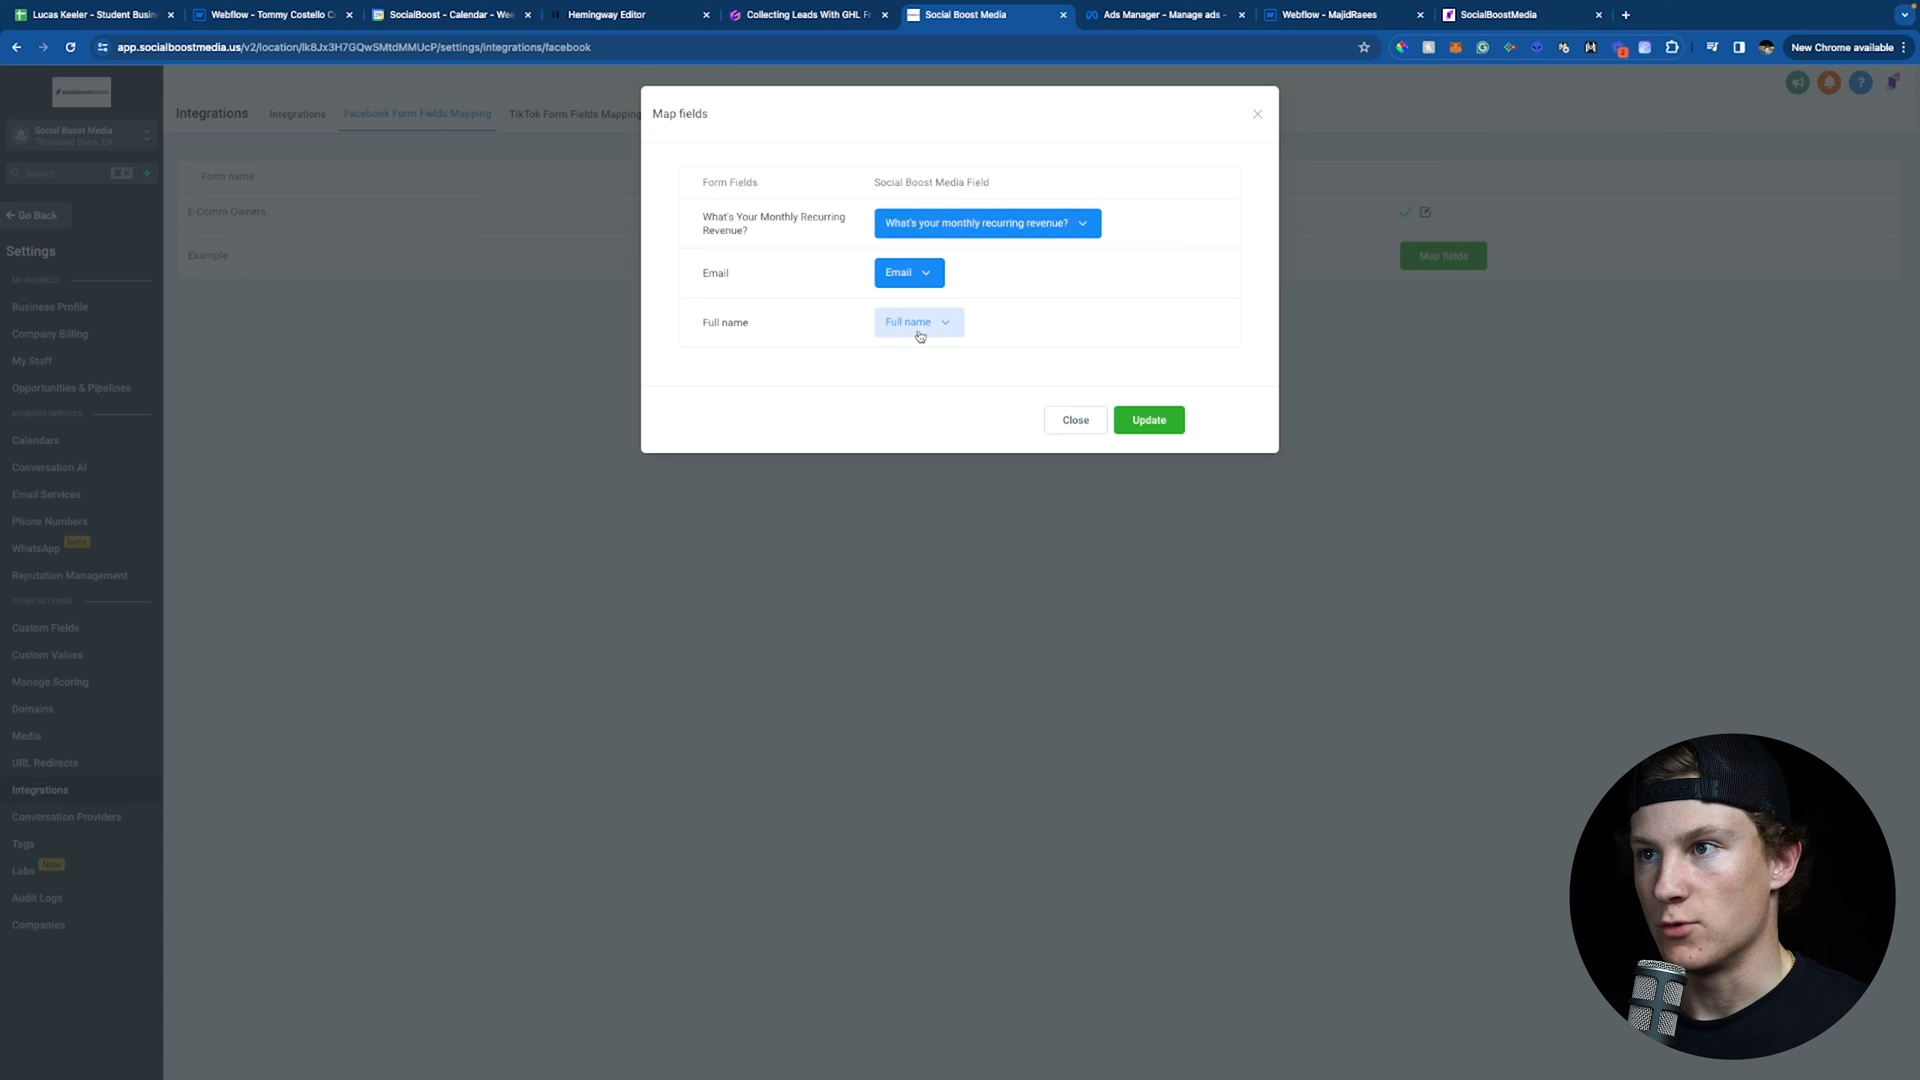 Lucas Keeler - Student Busin
Webflow - Tommy Costello C
SocialBoost - Calendar - Wee
Hemingway Editor
Collecting Leads With GHL F
Social Boost Media
Ads Manager - Manage ads -
Webflow - MajidRaees
SocialBoostMedia
app.socialboostmedia.us/v2/location/lk8Jx3H7GQwSMtdMMUcP/settings/integrations/facebook
New Chrome available
socialboostmedia
Social Boost Media
Thousand Oaks, CA
Search
⌘ K
Go Back
Settings
MY BUSINESS
Business Profile
Company Billing
My Staff
Opportunities & Pipelines
BUSINESS SERVICES
Calendars
Conversation AI
Email Services
Phone Numbers
WhatsApp beta
Reputation Management
OTHER SETTINGS
Custom Fields
Custom Values
Manage Scoring
Domains
Media
URL Redirects
Integrations
Conversation Providers
Tags
Labs New
Audit Logs
Companies
Integrations
Integrations
Facebook Form Fields Mapping
TikTok Form Fields Mapping
Form name
E-Comm Owners
Example
Map fields
Map fields
Form Fields
Social Boost Media Field
What's Your Monthly Recurring
Revenue?
What's your monthly recurring revenue?
Email
Email
Full name
Full name
Close
Update